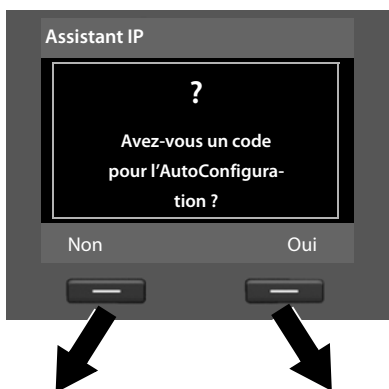 Assistant IP
?
Avez-vous un code
pour l'AutoConfigura-
tion ?
Non Oui